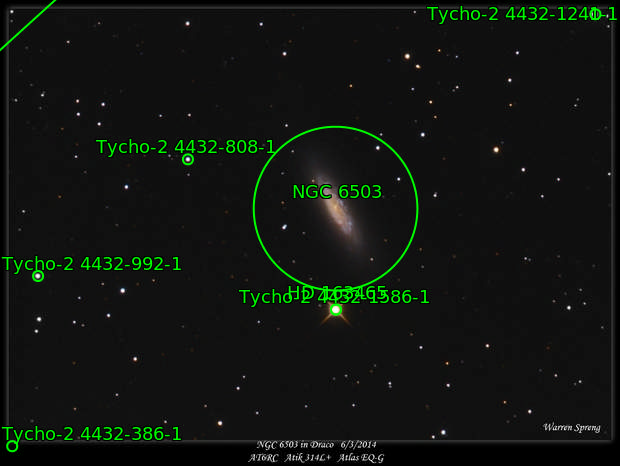 Tycho-2 4432-1241-1
Tycho-2 4432-808-1
NGC 6503
Tycho-2 4432-992-1
HD 163465
Tycho-2 4432-1586-1
Warren Spreng
Tycho-2 4432-386-1
NGC 6503 in Draco 6/3/2014
AT6RC Atik 314L+ Atlas EQ-G